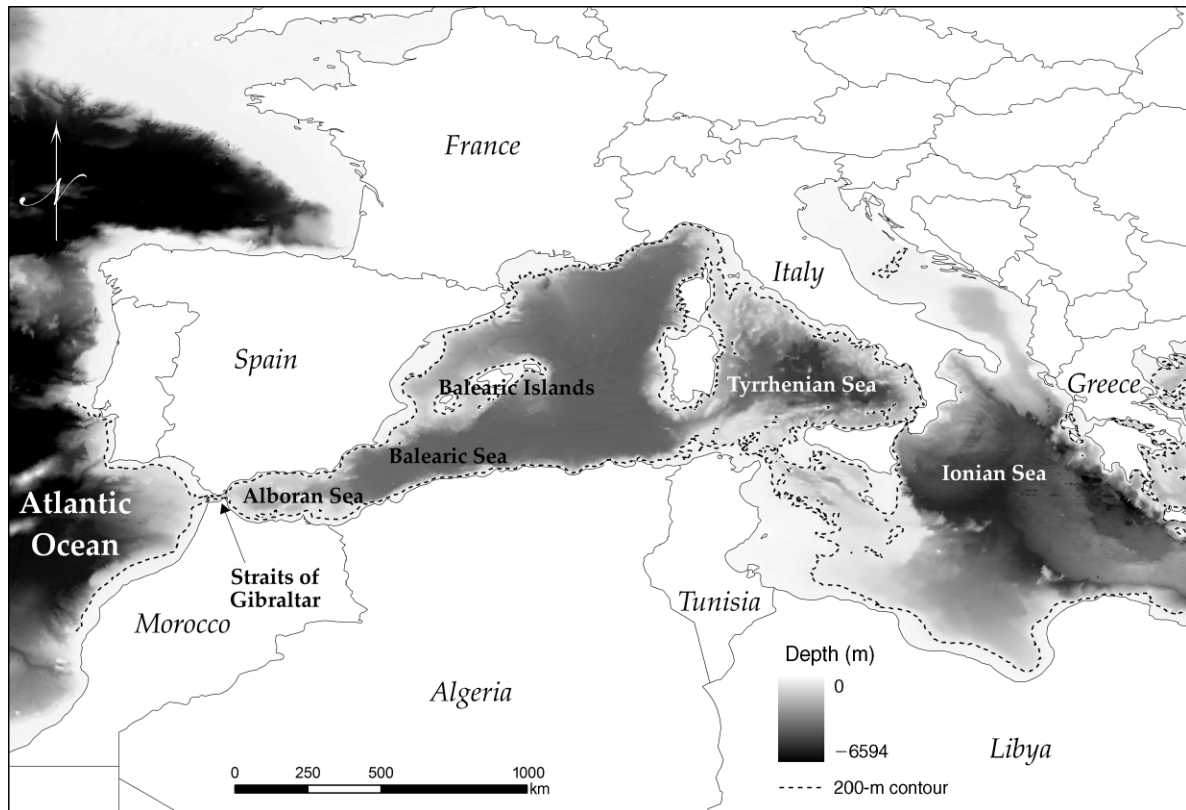 France
N
Italy
Spain
Balearic Islands
Tyrrhenian Sea
Greece
Balearic Sea
Ionian Sea
Alboran Sea
Atlantic
Ocean
Straits of
Gibraltar
Morocco
Tunisia
Algeria
Libya
Depth (m)
0
−6594
200-m contour
0 250 500 1000
km